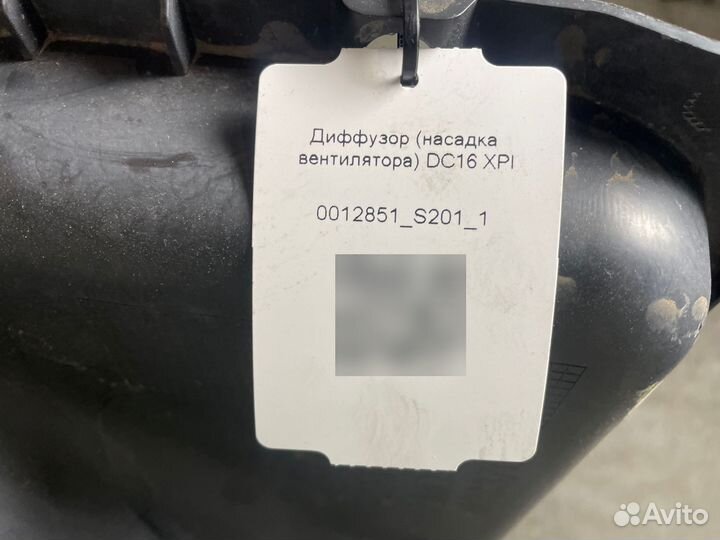 Диффузор (насадка
вентилятора) DC16 XPI
0012851_S201_1
Avito